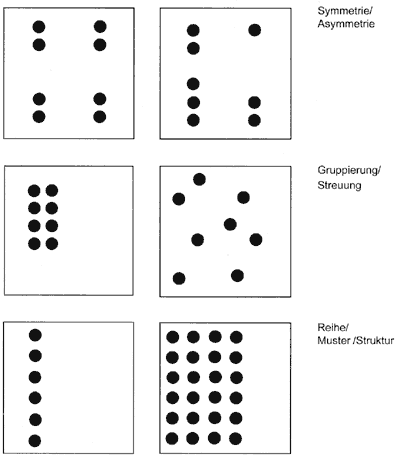 Symmetrie/
Asymmetrie
Gruppierung/
Streuung
Reihe/
Muster/Struktur